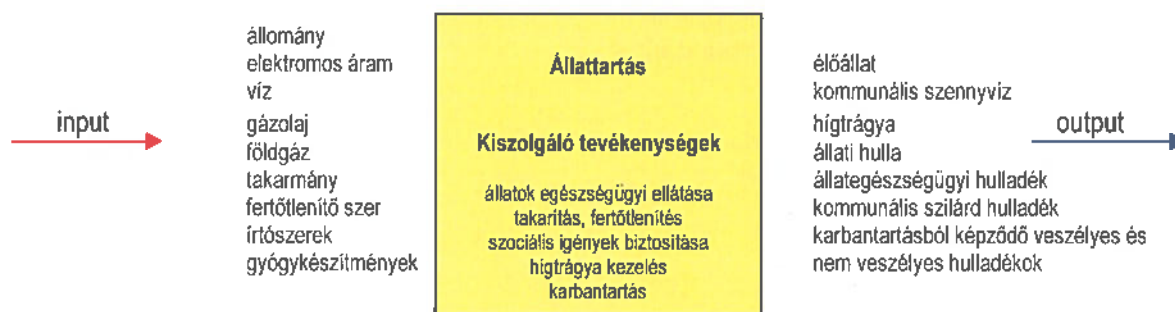 input
állomány
elektromos áram
víz
gázolaj
földgáz
takarmány
fertőtlenítő szer
írtószerek
gyógykészítmények
Állattartás
Kiszolgáló tevékenységek
állatok egészségügyi ellátása
takarítás, fertőtlenítés
szociális igények biztosítása
hígtrágya kezelés
karbantartás
élőállat
kommunális szennyvíz
hígtrágya
állati hulla
állategészségügyi hulladék
kommunális szilárd hulladék
karbantartásból képződő veszélyes és
nem veszélyes hulladékok
output